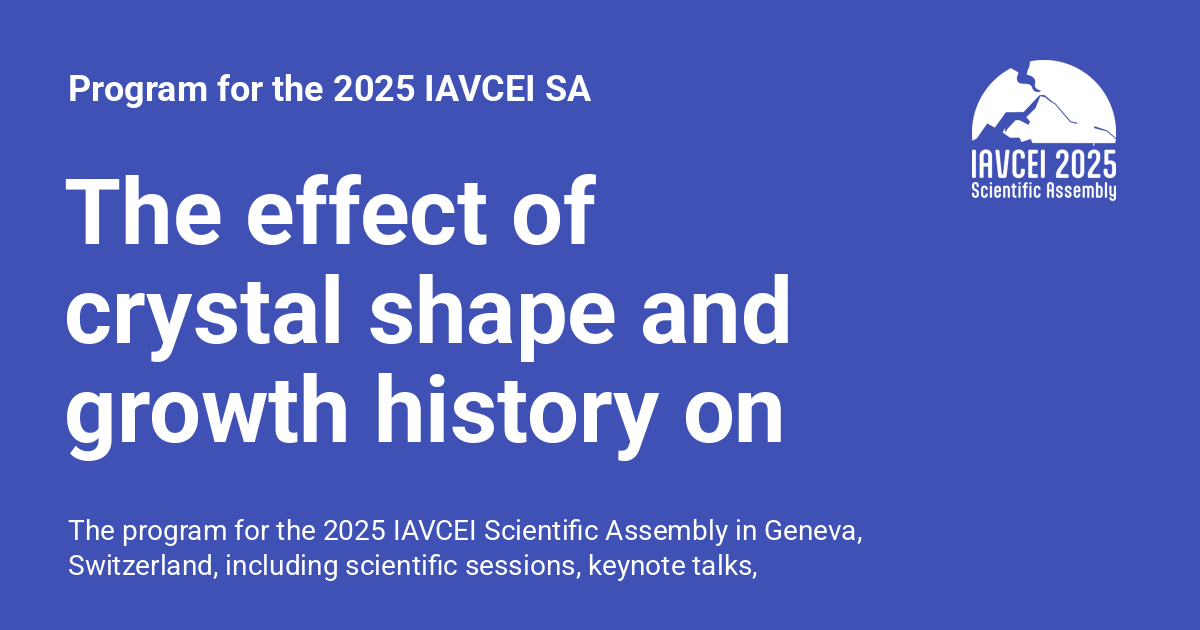 Program for the 2025 IAVCEI SA
IAVCEI 2025
Scientific Assembly
The effect of
crystal shape and
growth history on
The program for the 2025 IAVCEI Scientific Assembly in Geneva,
Switzerland, including scientific sessions, keynote talks,